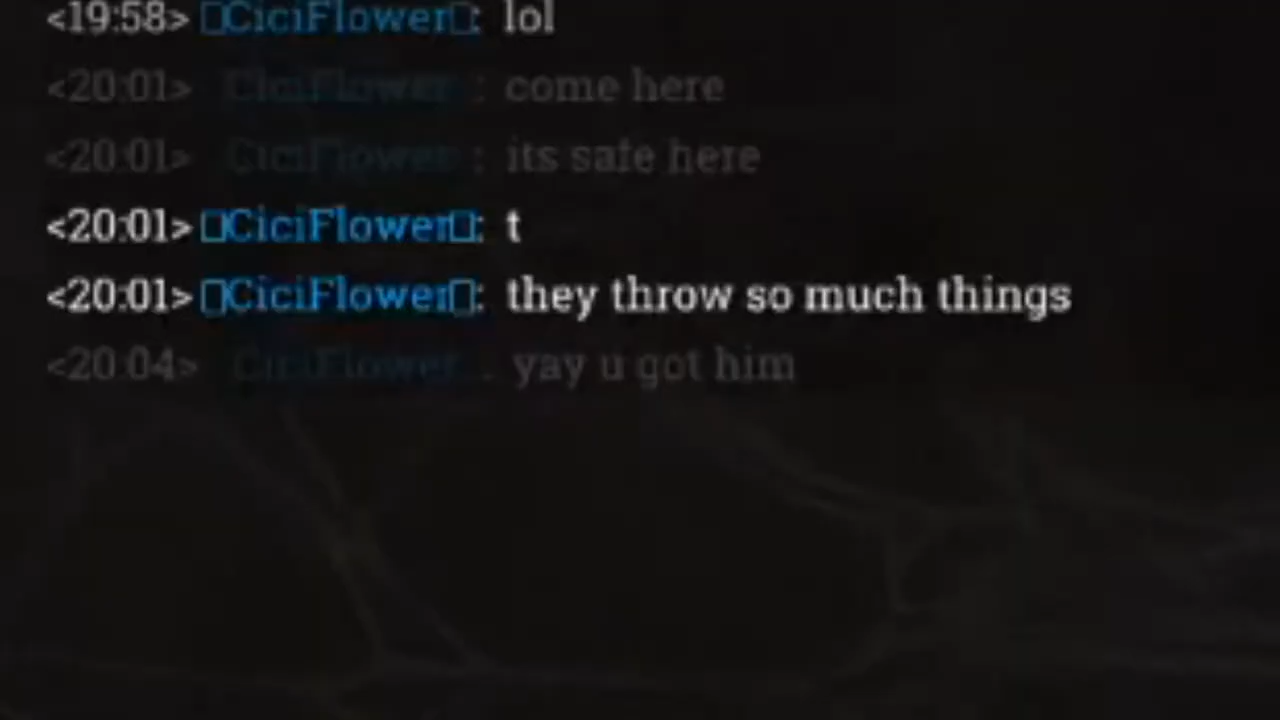 <19:58> □CiciFlower□: lol
<20:01> CiciFlower : come here
<20:01> CiciFlower : its safe here
<20:01> □CiciFlower□: t
<20:01> □CiciFlower□: they throw so much things
<20:04> CiciFlower : yay u got him